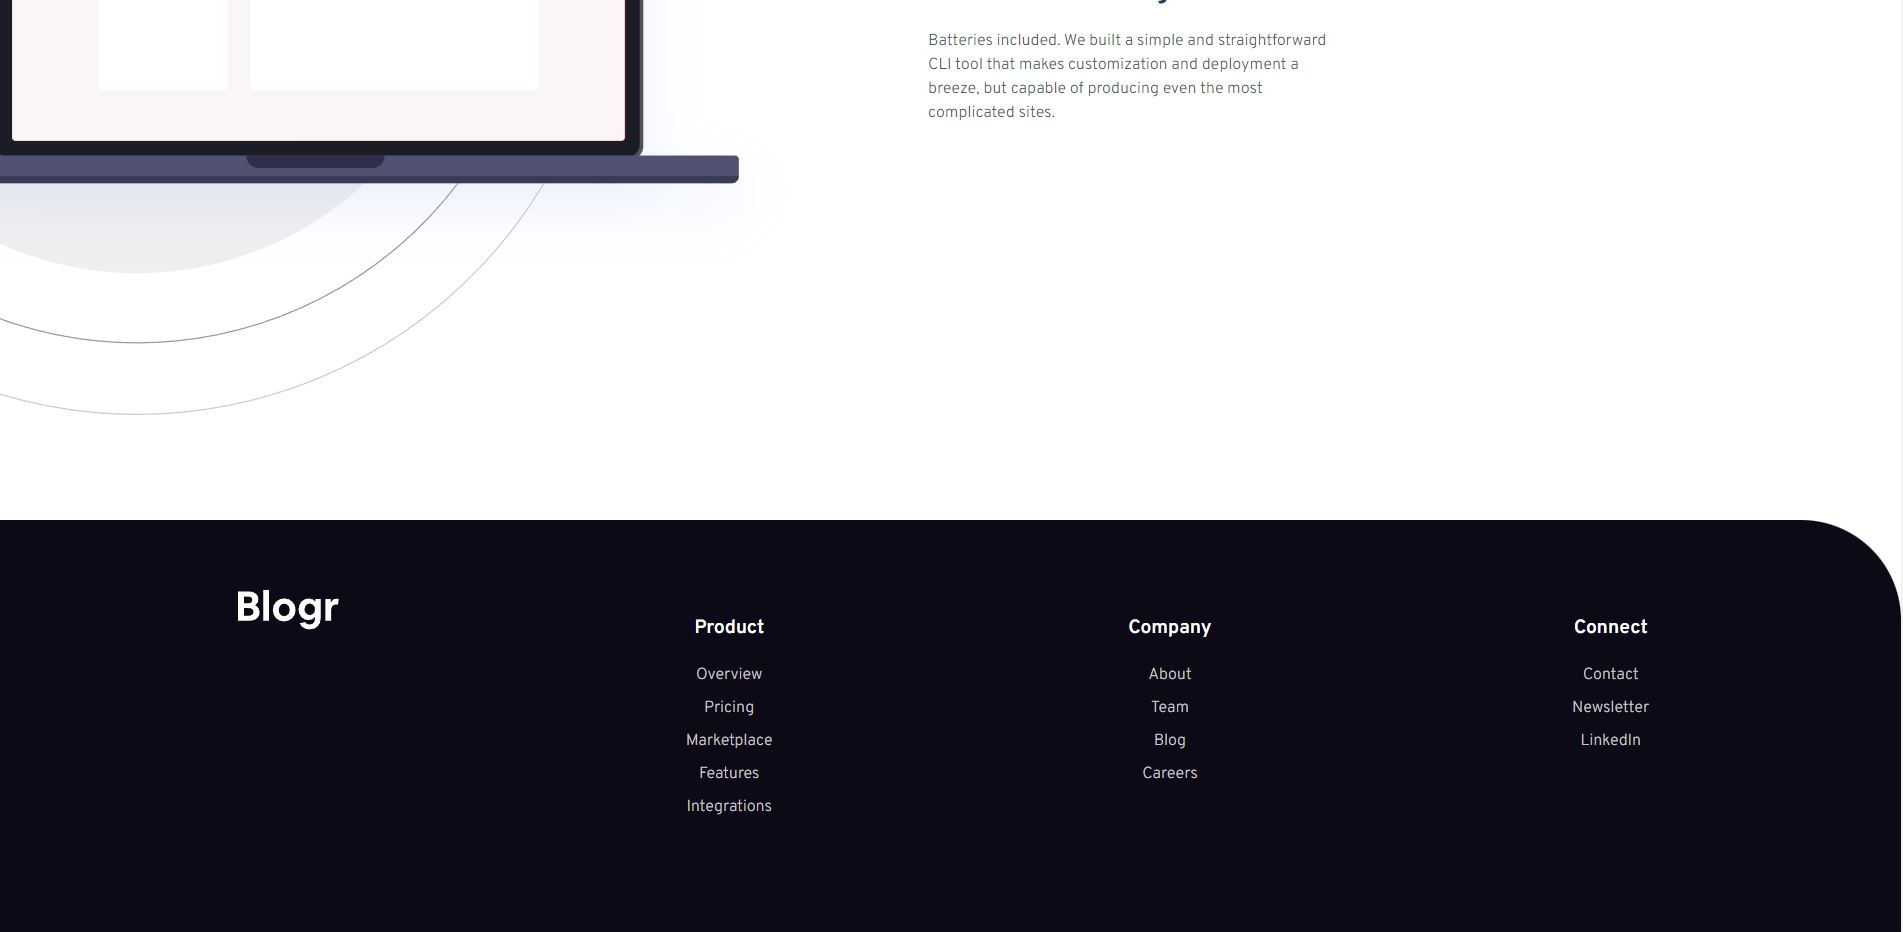 Batteries included. We built a simple and straightforward
CLI tool that makes customization and deployment a
breeze, but capable of producing even the most
complicated sites.
Blogr
Product
Overview
Pricing
Marketplace
Features
Integrations
Company
About
Team
Blog
Careers
Connect
Contact
Newsletter
LinkedIn